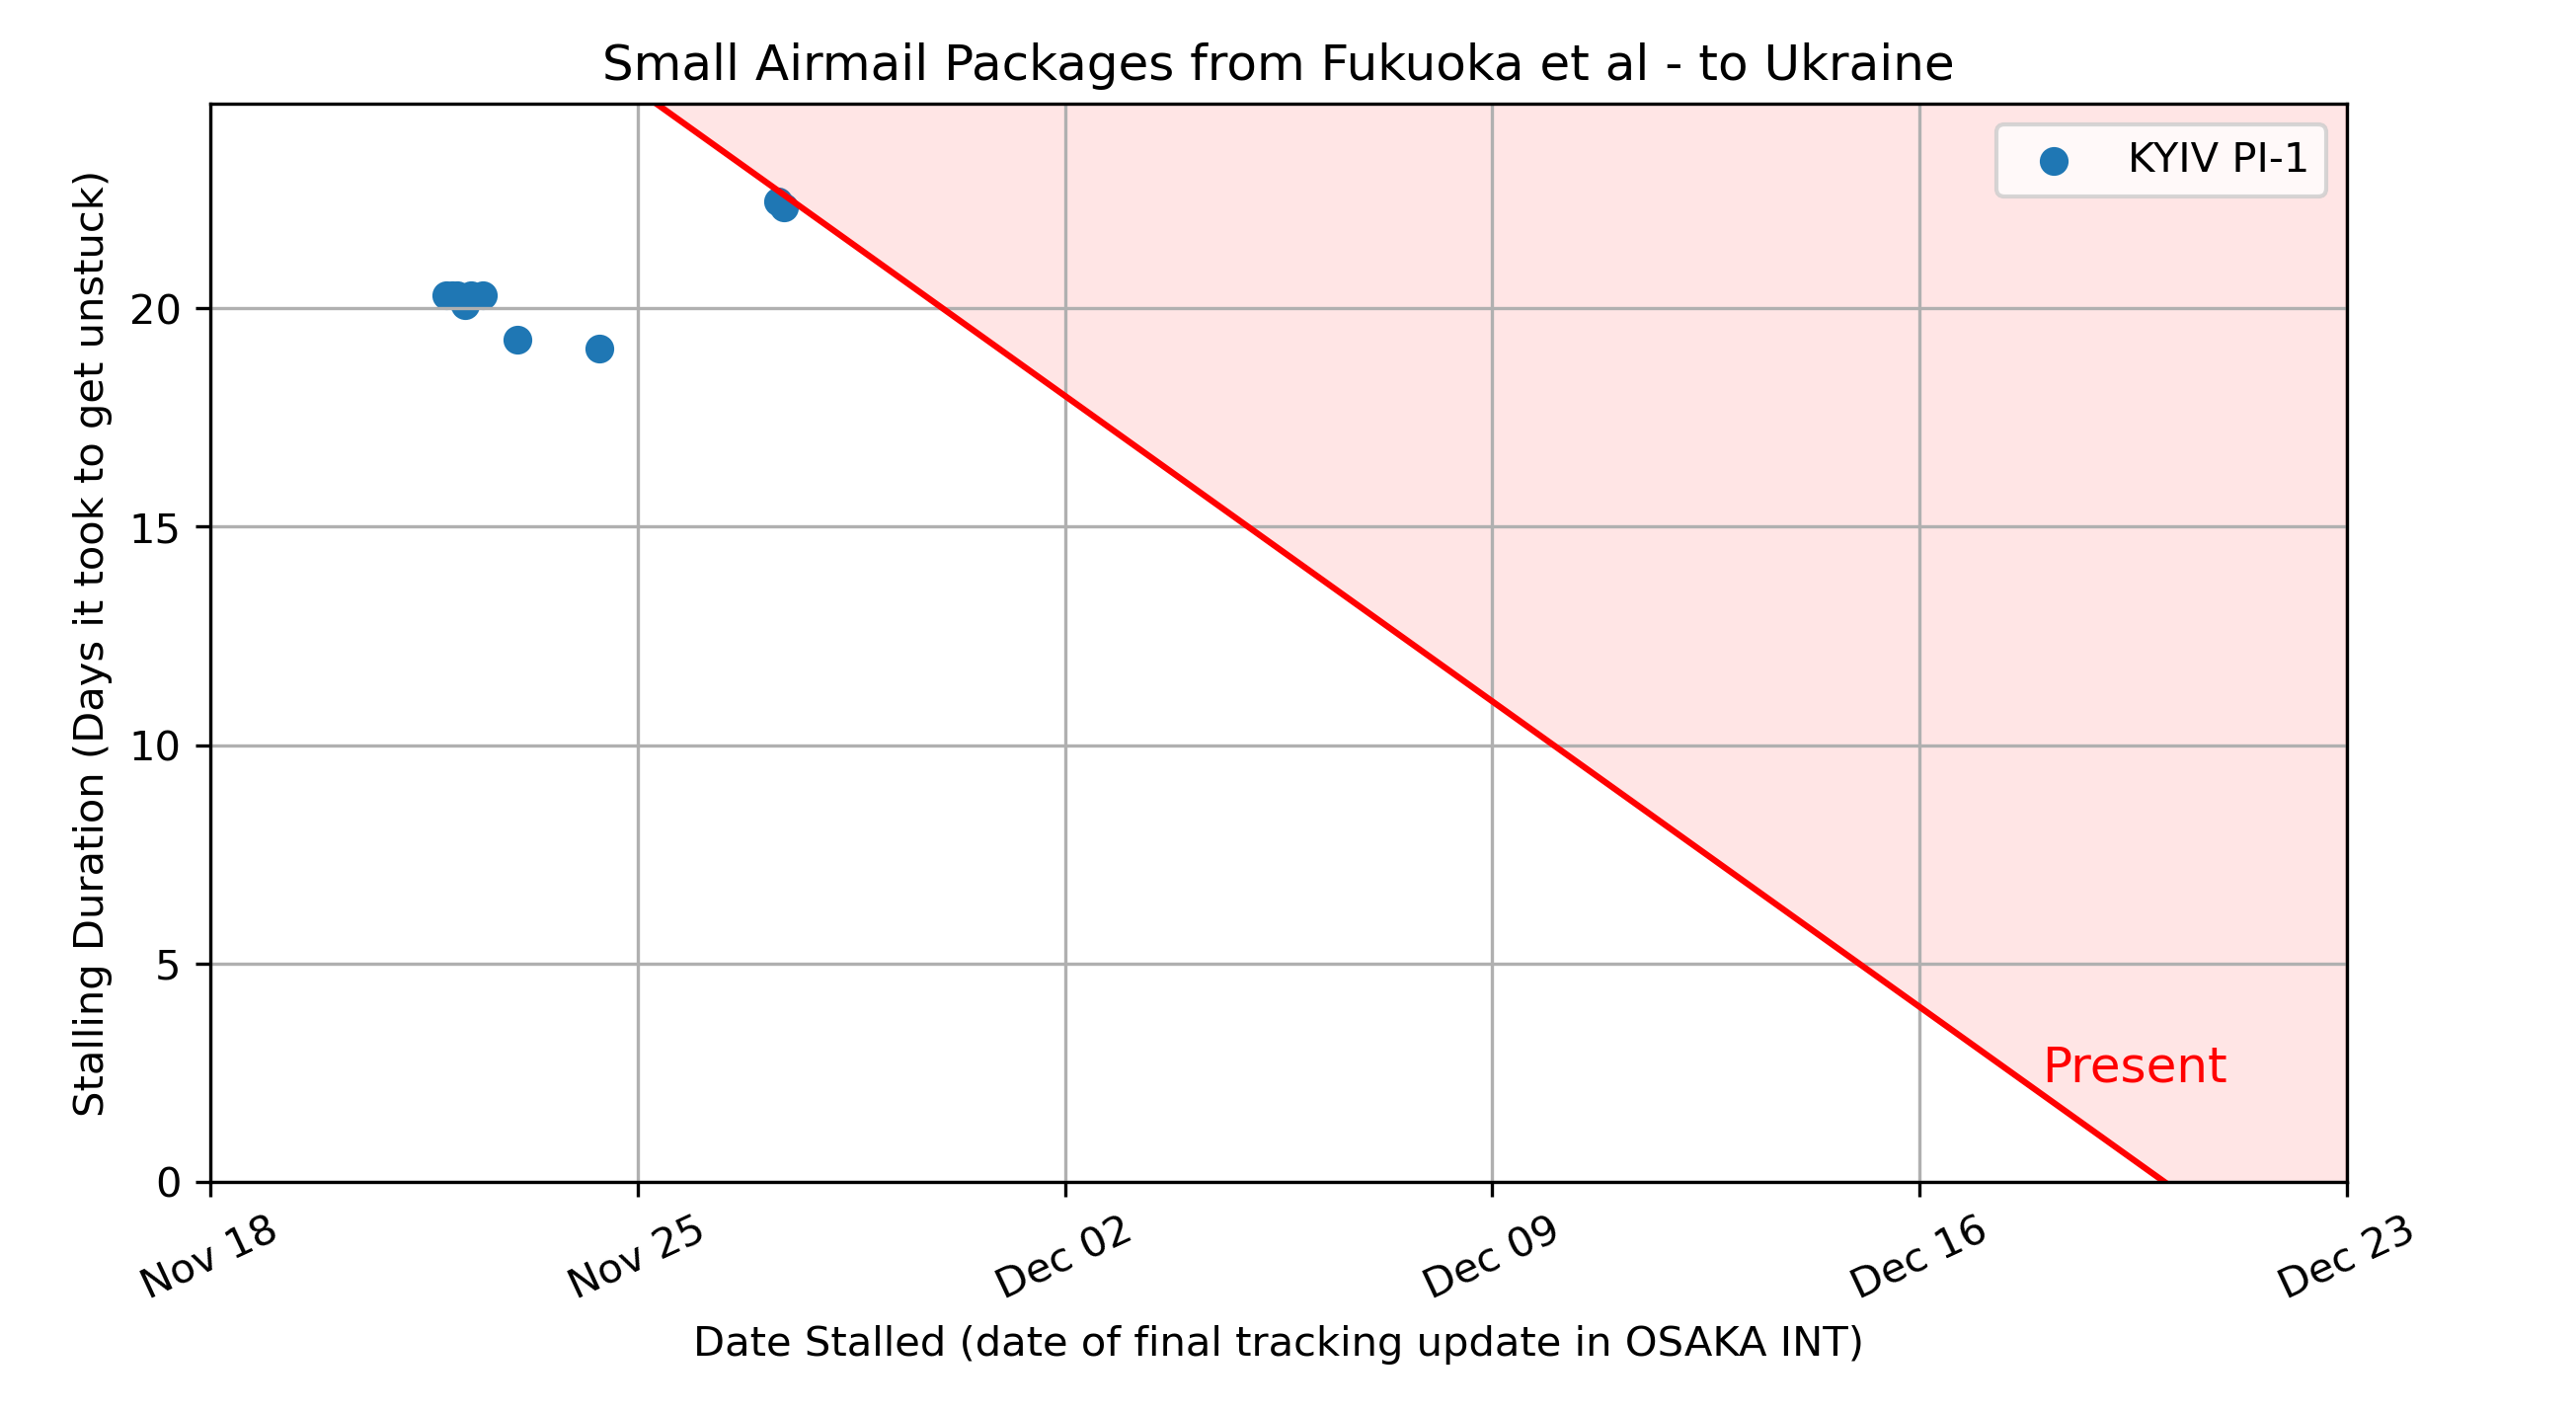 Small Airmail Packages from Fukuoka et al - to Ukraine
KYIV PI-1
Stalling Duration (Days it took to get unstuck)
20
15
10
5
0
Present
Nov 18
Nov 25
Dec 02
Dec 09
Dec 16
Dec 23
Date Stalled (date of final tracking update in OSAKA INT)